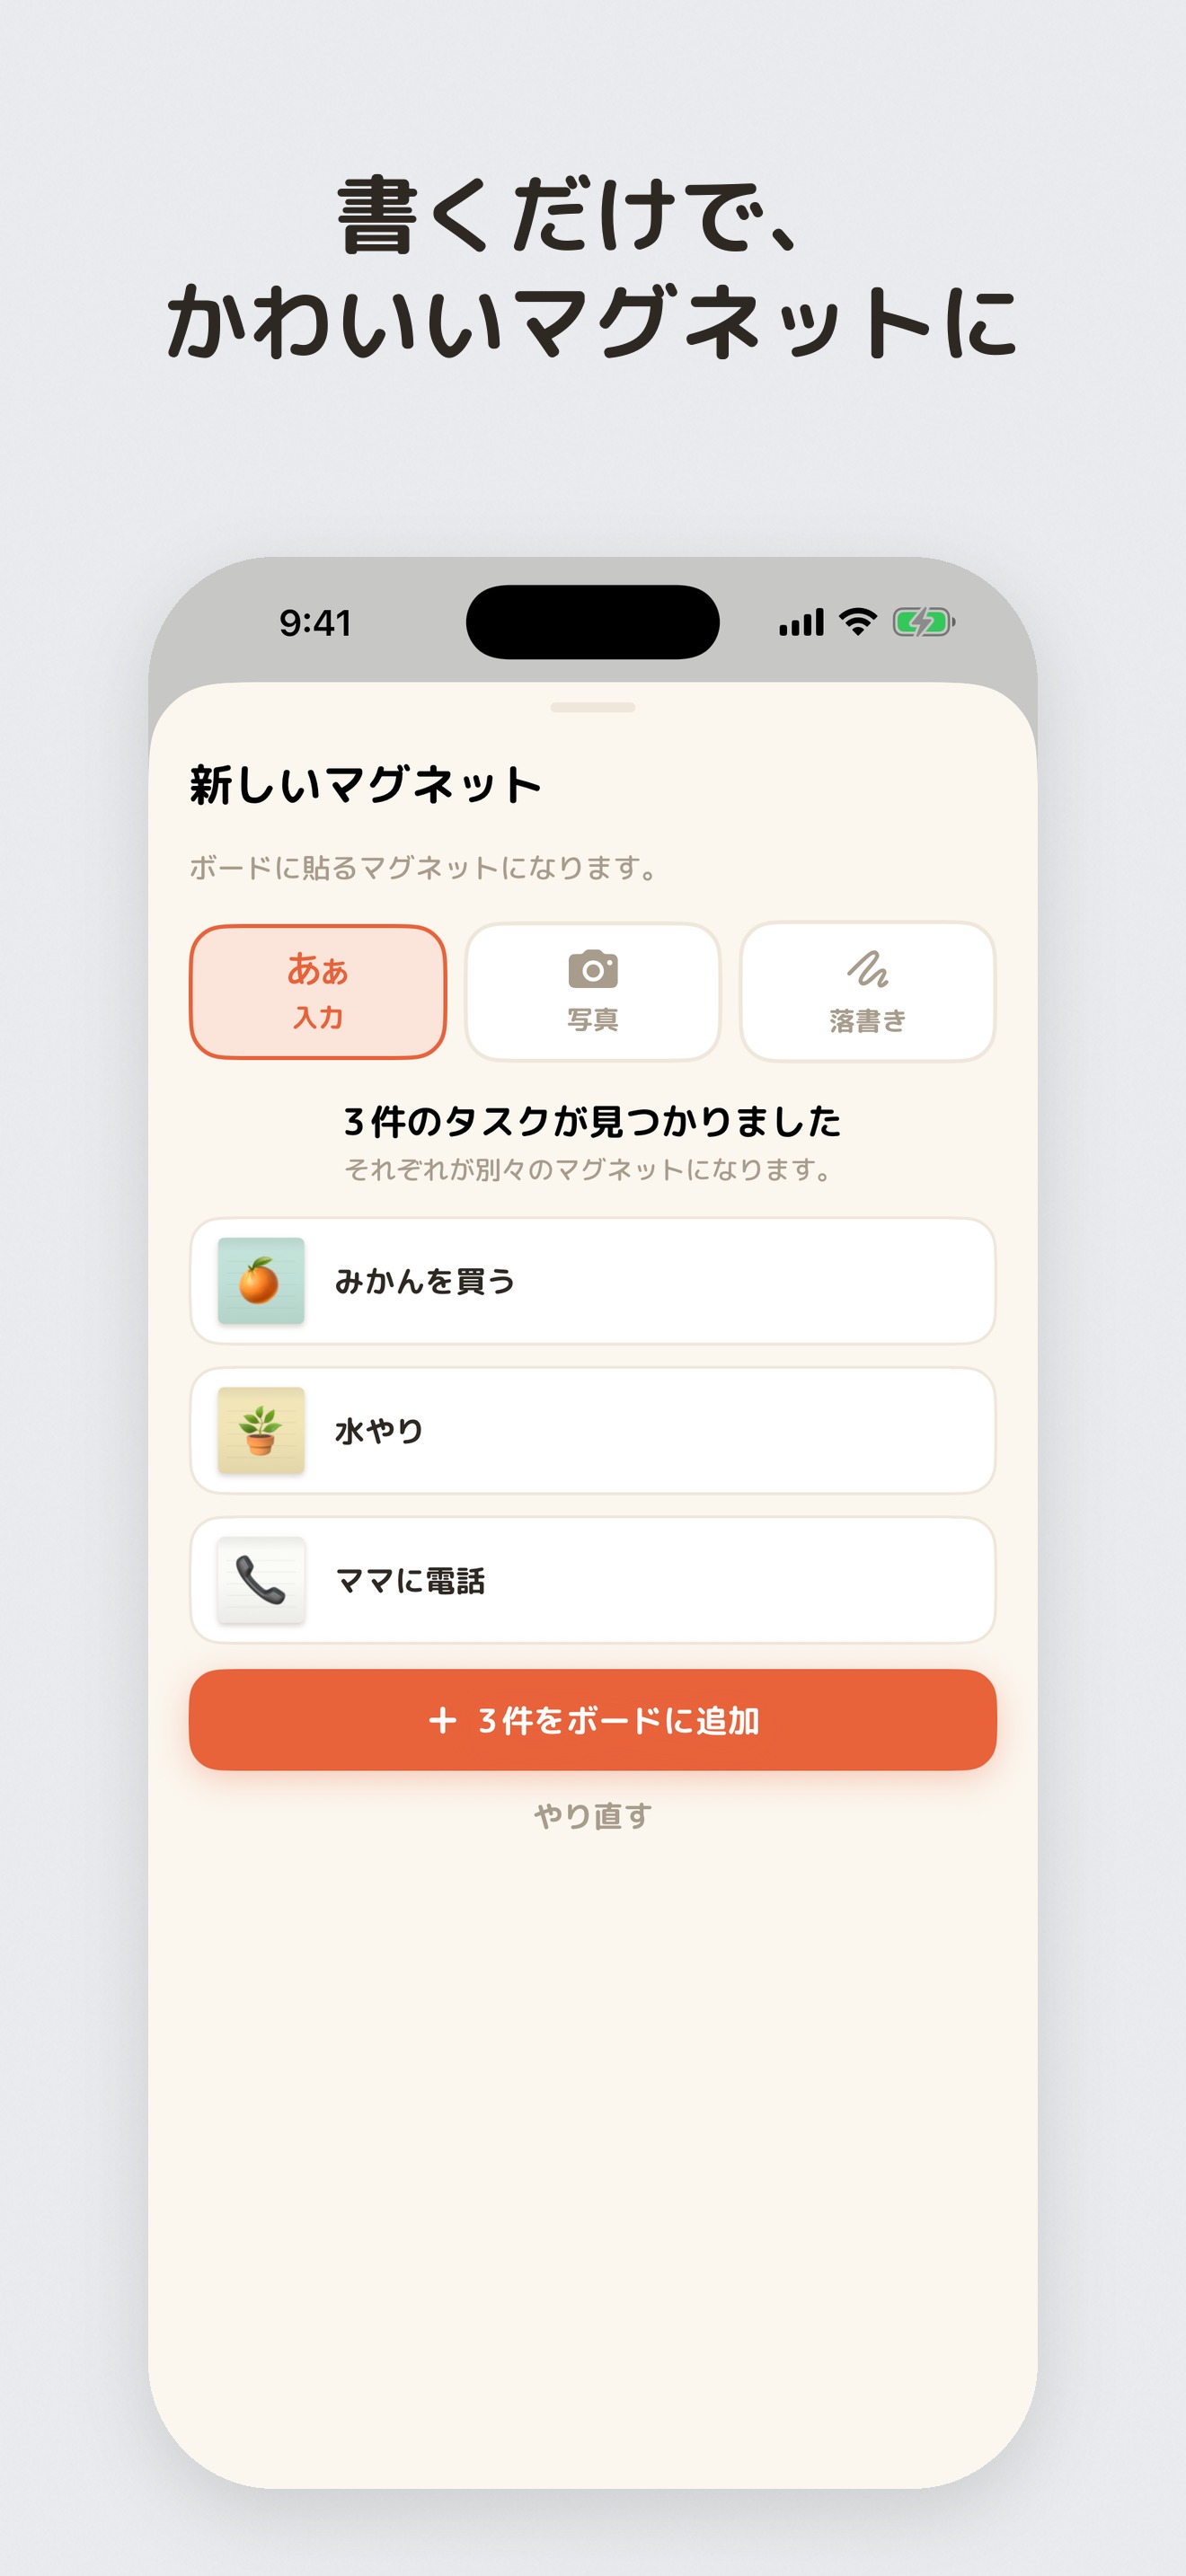 書くだけで、
かわいいマグネットに
9:41
新しいマグネット
ボードに貼るマグネットになります。
あぁ
入力
写真
落書き
3件のタスクが見つかりました
それぞれが別々のマグネットになります。
みかんを買う
水やり
ママに電話
+ 3件をボードに追加
やり直す